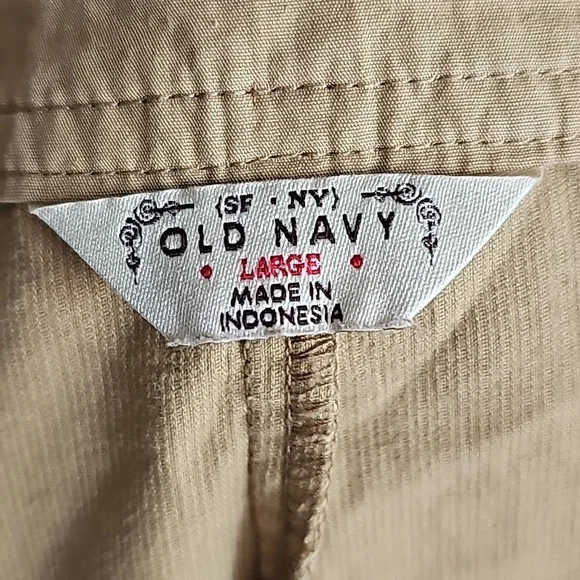 {SF · NY}
OLD NAVY
• LARGE •
MADE IN
INDONESIA